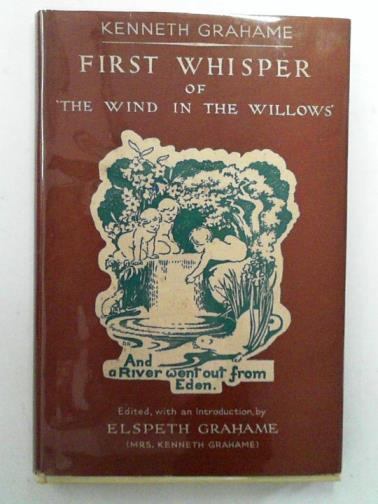 KENNETH GRAHAME
FIRST WHISPER
OF
'THE WIND IN THE WILLOWS'
And
a River went out from
Eden.
Edited, with an Introduction, by
ELSPETH GRAHAME
(MRS. KENNETH GRAHAME)